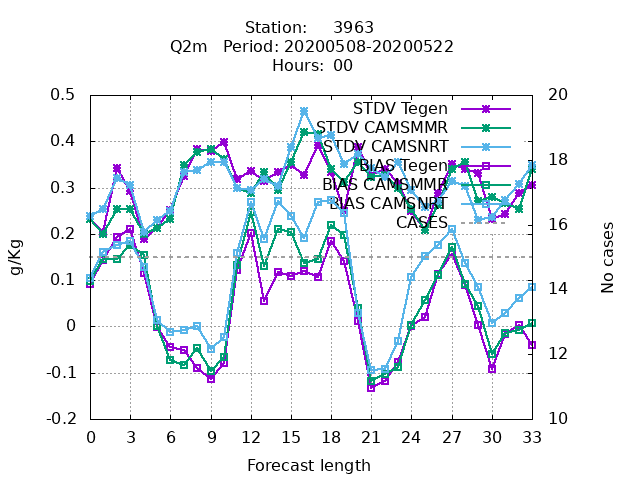 Station:     3963
Q2m   Period: 20200508-20200522
Hours:  00
0.5
0.4
0.3
0.2
0.1
0
-0.1
-0.2
g/Kg
20
18
16
14
12
10
No cases
STDV Tegen
STDV CAMSMMR
STDV CAMSNRT
BIAS Tegen
BIAS CAMSMMR
BIAS CAMSNRT
CASES
0 3 6 9 12 15 18 21 24 27 30 33
Forecast length